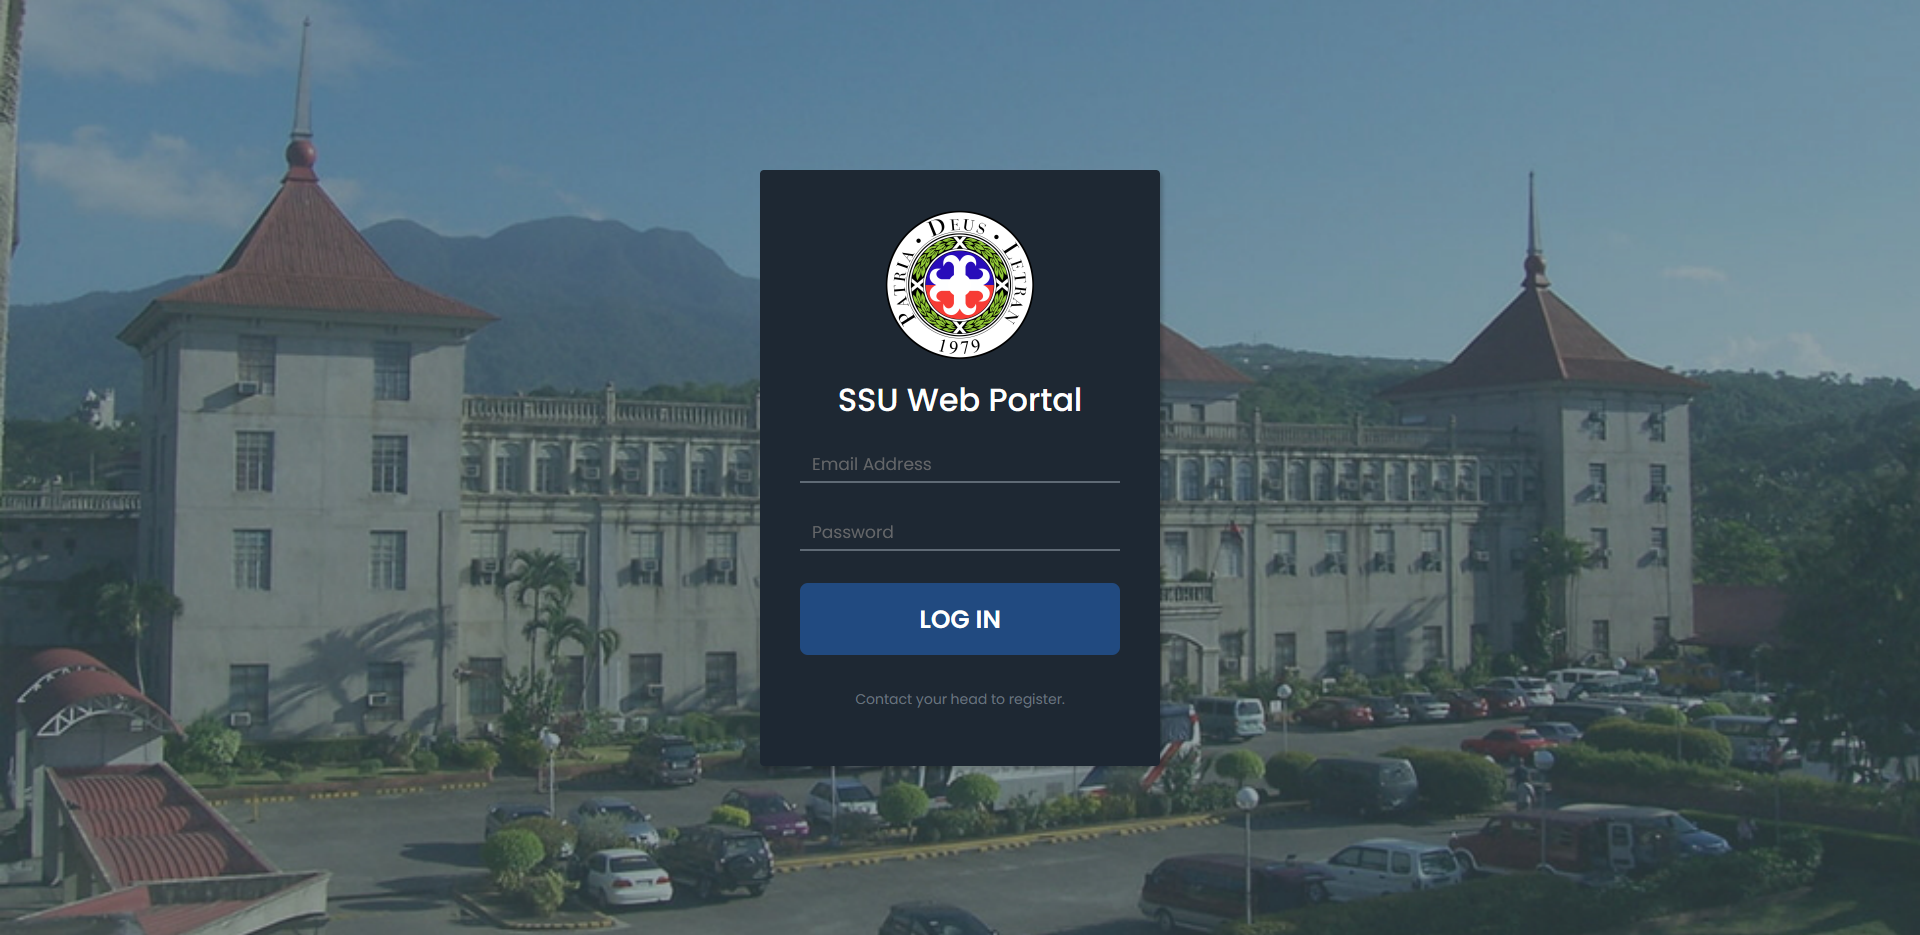 PATRIA • DEUS • LETRAN
1979
SSU Web Portal
Email Address
Password
LOG IN
Contact your head to register.